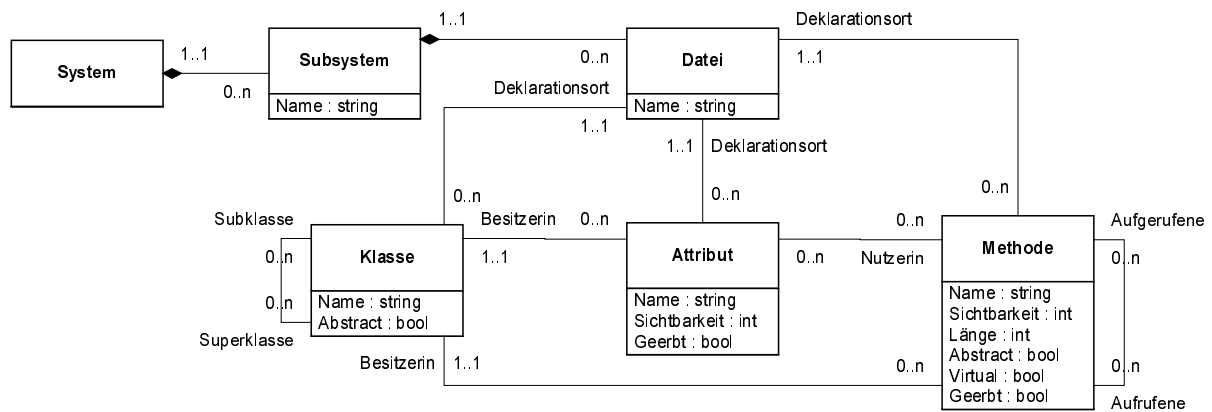 System
1..1
0..n
Subsystem
Name : string
1..1
0..n
Datei
Name : string
Deklarationsort
1..1
0..n
Deklarationsort
1..1
0..n
1..1
Deklarationsort
0..n
Subklasse
0..n
0..n
Superklasse
Klasse
Name : string
Abstract : bool
Besitzerin
1..1
0..n
Attribut
Name : string
Sichtbarkeit : int
Geerbt : bool
0..n
0..n
Nutzerin
Methode
Name : string
Sichtbarkeit : int
Länge : int
Abstract : bool
Virtual : bool
Geerbt : bool
Aufgerufene
0..n
0..n
Aufrufene
Besitzerin
1..1
0..n